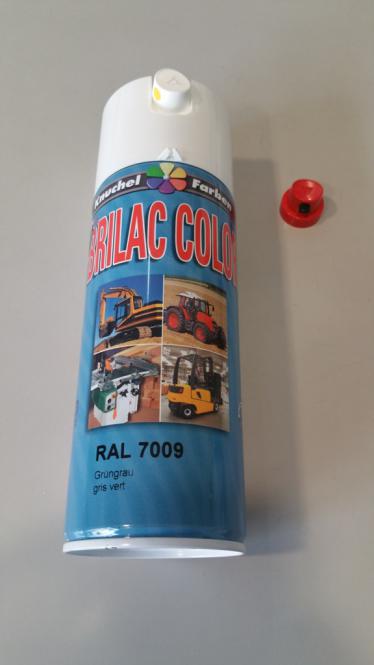 Knuchel Farben
BRILAC COLOR
RAL 7009
Grüngrau
gris vert